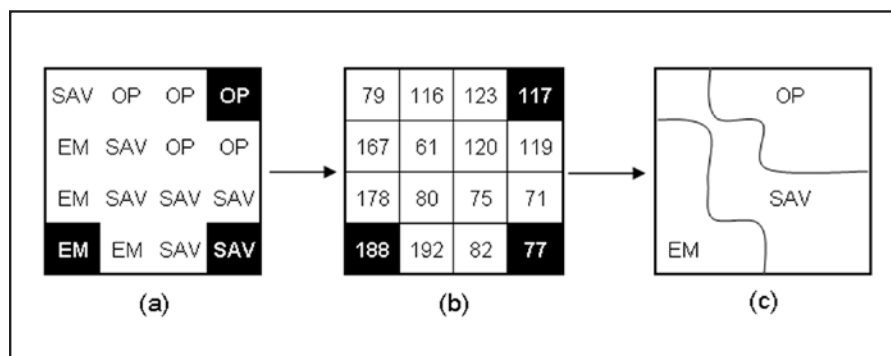 SAV OP OP OP
EM SAV OP OP
EM SAV SAV SAV
EM EM SAV SAV
(a)
79 116 123 117
167 61 120 119
178 80 75 71
188 192 82 77
(b)
OP
SAV
EM
(c)